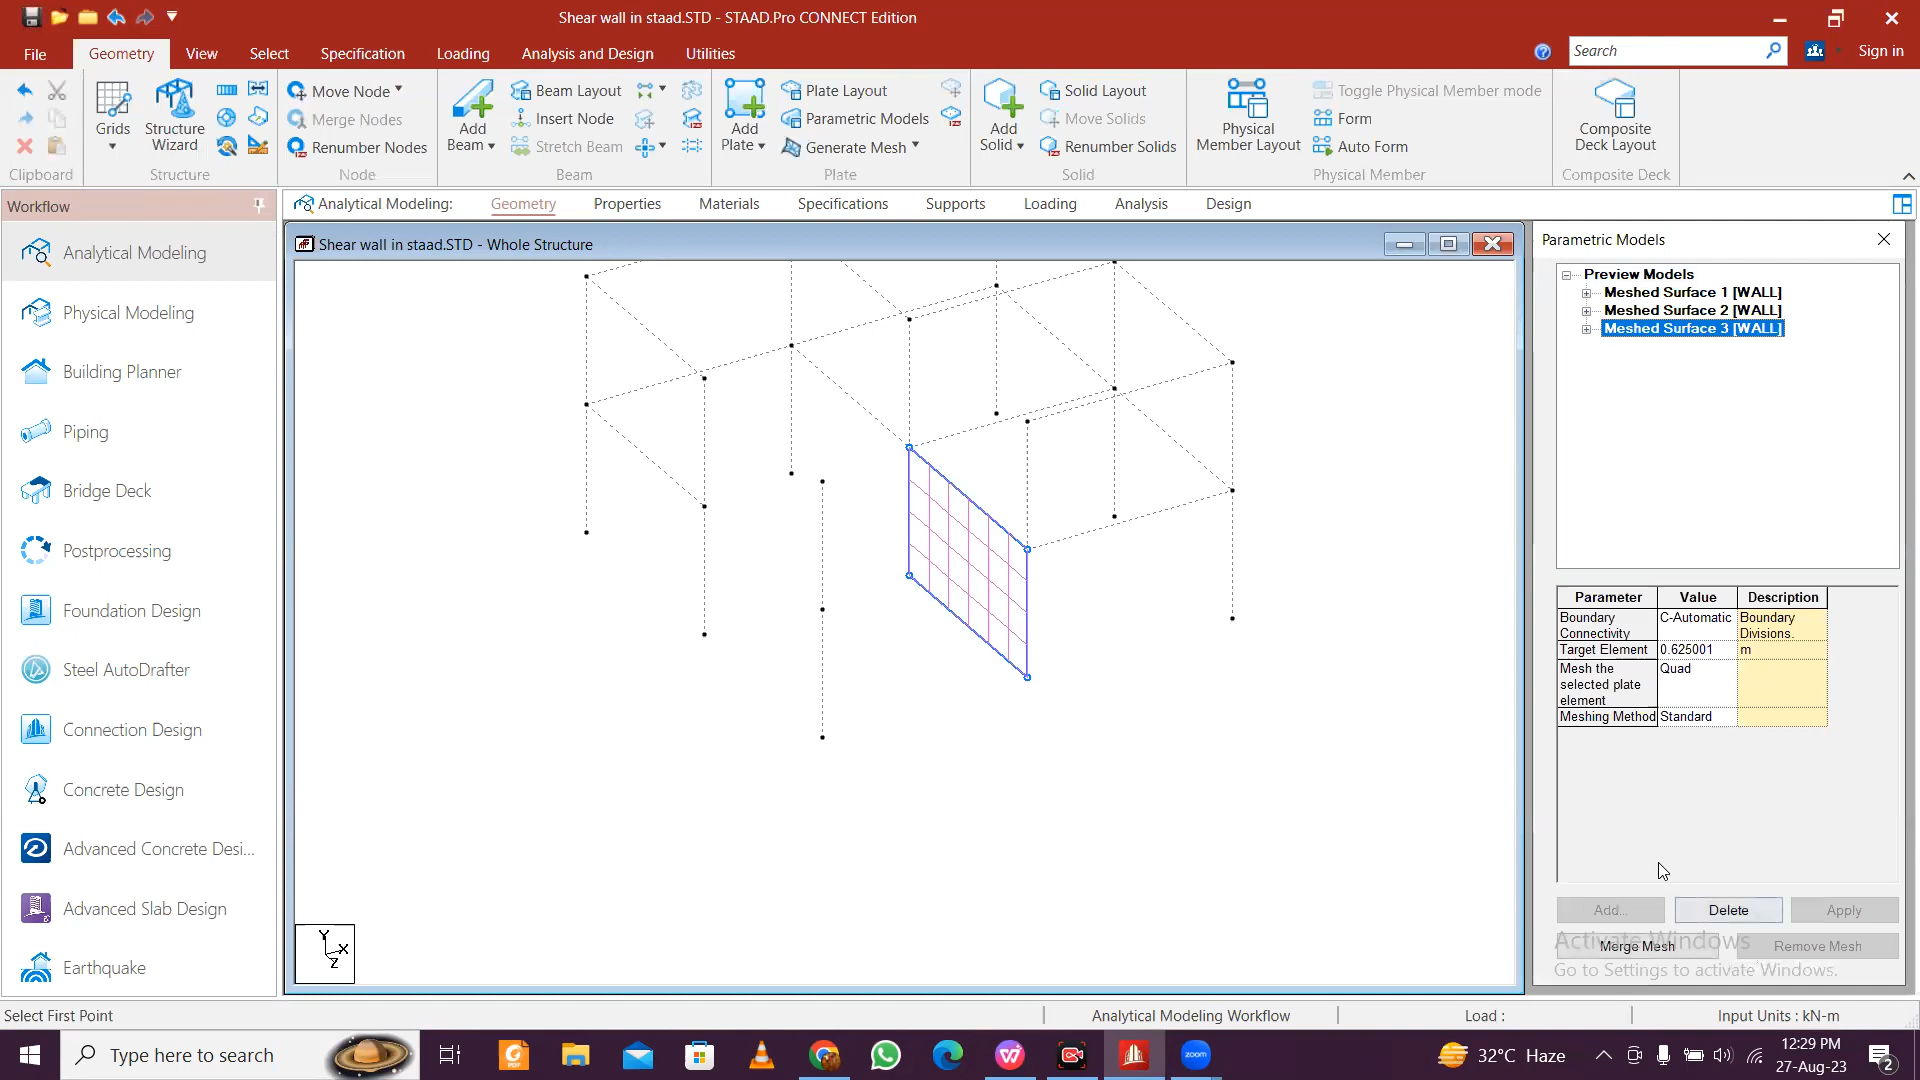 Shear wall in staad.STD - STAAD.Pro CONNECT Edition
File Geometry View Select Specification Loading Analysis and Design Utilities Search Sign in
Grids
Structure Wizard
Move Node
Merge Nodes
Renumber Nodes
Add Beam
Beam Layout
Insert Node
Stretch Beam
Add Plate
Plate Layout
Parametric Models
Generate Mesh
Add Solid
Solid Layout
Move Solids
Renumber Solids
Physical Member Layout
Toggle Physical Member mode
Form
Auto Form
Composite Deck Layout
Clipboard Structure Node Beam Plate Solid Physical Member Composite Deck
Workflow
Analytical Modeling: Geometry Properties Materials Specifications Supports Loading Analysis Design
Analytical Modeling
Physical Modeling
Building Planner
Piping
Bridge Deck
Postprocessing
Foundation Design
Steel AutoDrafter
Connection Design
Concrete Design
Advanced Concrete Desi...
Advanced Slab Design
Earthquake
Shear wall in staad.STD - Whole Structure
Y
X
Z
Parametric Models
Preview Models
Meshed Surface 1 [WALL]
Meshed Surface 2 [WALL]
Meshed Surface 3 [WALL]
Parameter Value Description
Boundary Connectivity C-Automatic Boundary Divisions.
Target Element 0.625001 m
Mesh the selected plate element Quad
Meshing Method Standard
Add... Delete Apply
Merge Mesh Remove Mesh
Activate Windows
Go to Settings to activate Windows.
Select First Point Analytical Modeling Workflow Load : Input Units : kN-m
Type here to search
PDF
zoom
32°C Haze
12:29 PM
27-Aug-23
2